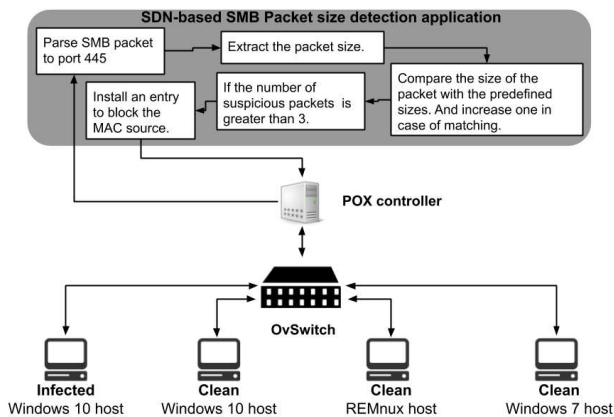 SDN-based SMB Packet size detection application
Parse SMB packet
to port 445
Extract the packet size.
Compare the size of the
packet with the predefined
sizes. And increase one in
case of matching.
If the number of
suspicious packets is
greater than 3.
Install an entry
to block the
MAC source.
POX controller
OvSwitch
Infected
Windows 10 host
Clean
Windows 10 host
Clean
REMnux host
Clean
Windows 7 host